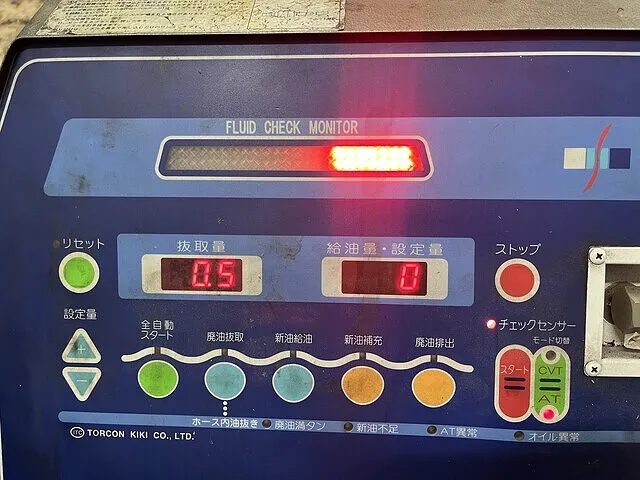 FLUID CHECK MONITOR
リセット
抜取量
給油量・設定量
ストップ
0.5
0
設定量
全自動
スタート
廃油抜取
新油給油
新油補充
廃油排出
チェックセンサー
モード切替
スタート
CVT
AT
+
−
ホース内油抜き
廃油満タン
新油不足
AT異常
オイル異常
TORCON KIKI CO., LTD.